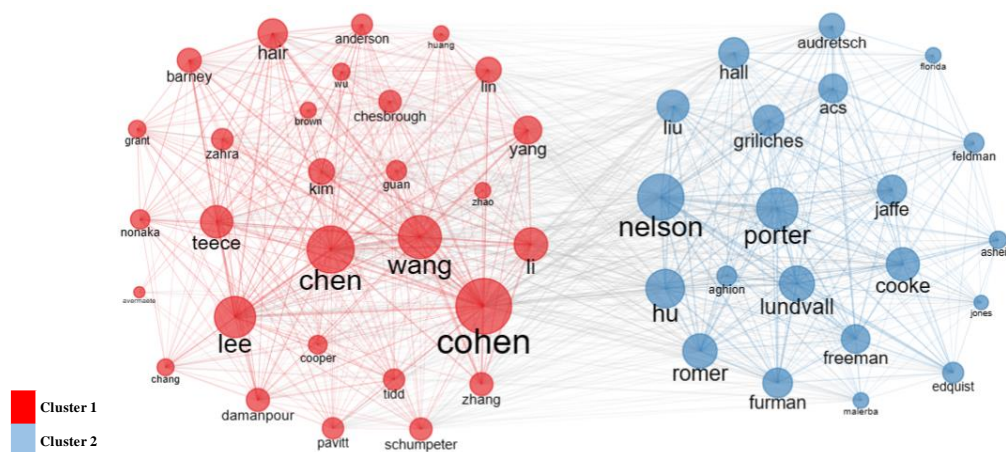 anderson
huang
hair
barney
wu
lin
brown
chesbrough
yang
grant
zahra
kim
guan
zhao
nonaka
teece
chen
wang
li
lee
cohen
cooper
chang
tidd
zhang
damanpour
pavitt
schumpeter
audretsch
florida
hall
acs
liu
griliches
feldman
jaffe
nelson
porter
ashei
aghion
cooke
hu
lundvall
jones
freeman
romer
edquist
furman
malerba
Cluster 1
Cluster 2